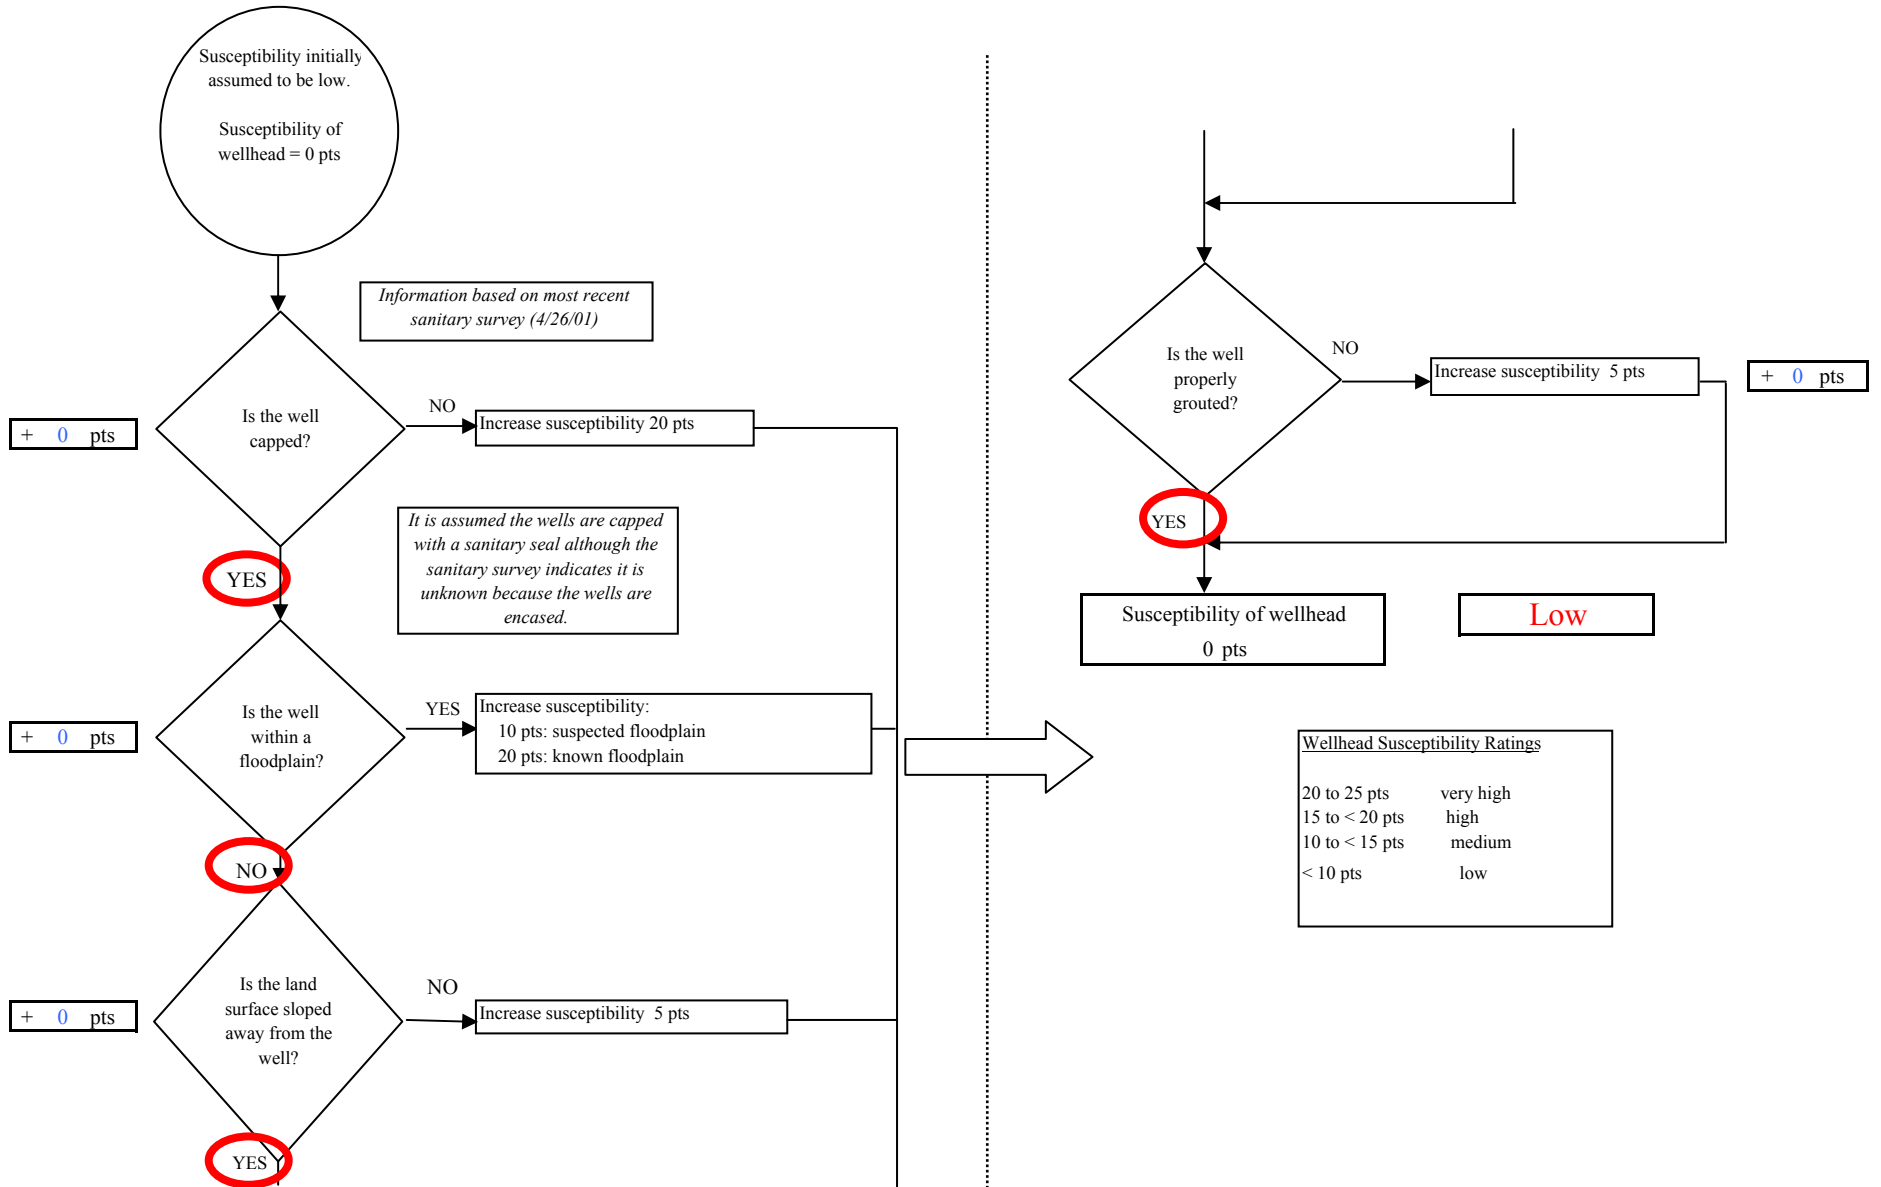 Susceptibility initially
assumed to be low.
Susceptibility of
wellhead = 0 pts
Information based on most recent
sanitary survey (4/26/01)
+ 0 pts
Is the well
capped?
NO
Increase susceptibility 20 pts
It is assumed the wells are capped
with a sanitary seal although the
sanitary survey indicates it is
unknown because the wells are
encased.
YES
+ 0 pts
Is the well
within a
floodplain?
YES
Increase susceptibility:
10 pts: suspected floodplain
20 pts: known floodplain
NO
+ 0 pts
Is the land
surface sloped
away from the
well?
NO
Increase susceptibility 5 pts
YES
Is the well
properly
grouted?
NO
Increase susceptibility 5 pts
+ 0 pts
YES
Susceptibility of wellhead
0 pts
Low
Wellhead Susceptibility Ratings
20 to 25 pts very high
15 to < 20 pts high
10 to < 15 pts medium
< 10 pts low